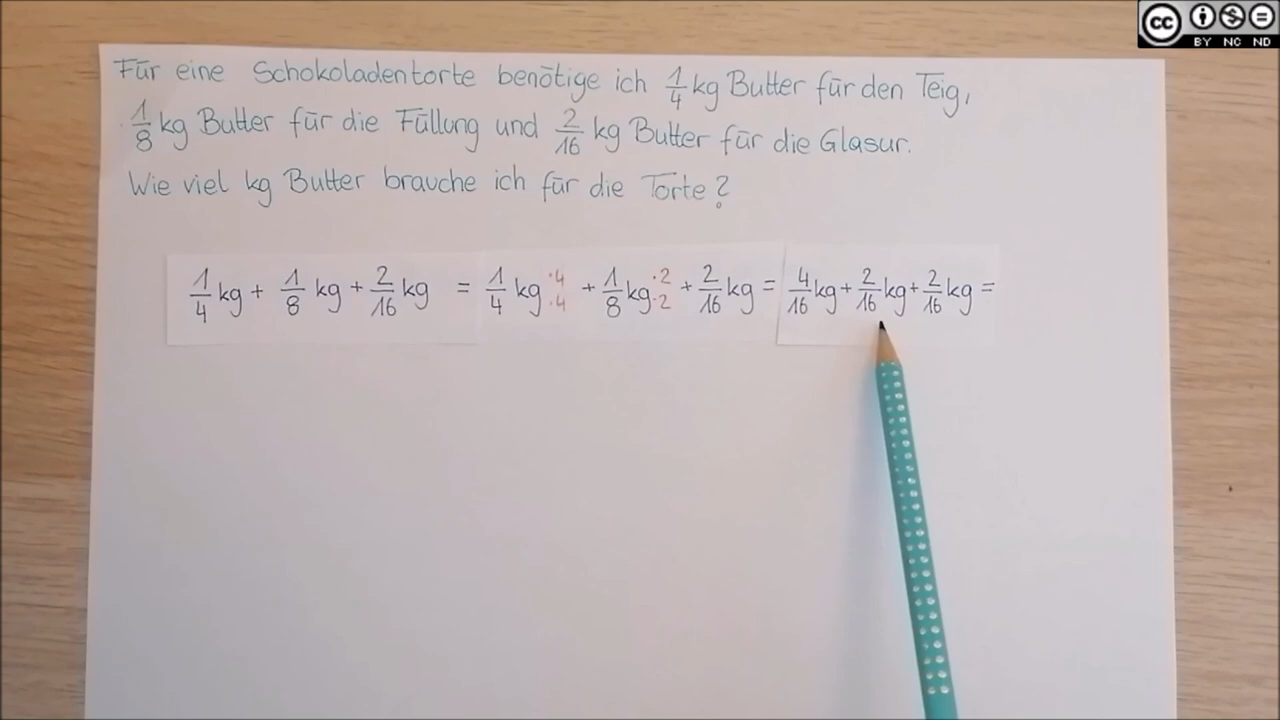 cc BY NC ND
Für eine Schokoladentorte benötige ich 1/4 kg Butter für den Teig,
1/8 kg Butter für die Füllung und 2/16 kg Butter für die Glasur.
Wie viel kg Butter brauche ich für die Torte?
1/4 kg + 1/8 kg + 2/16 kg = 1/4 kg ·4/·4 + 1/8 kg ·2/·2 + 2/16 kg = 4/16 kg + 2/16 kg + 2/16 kg =